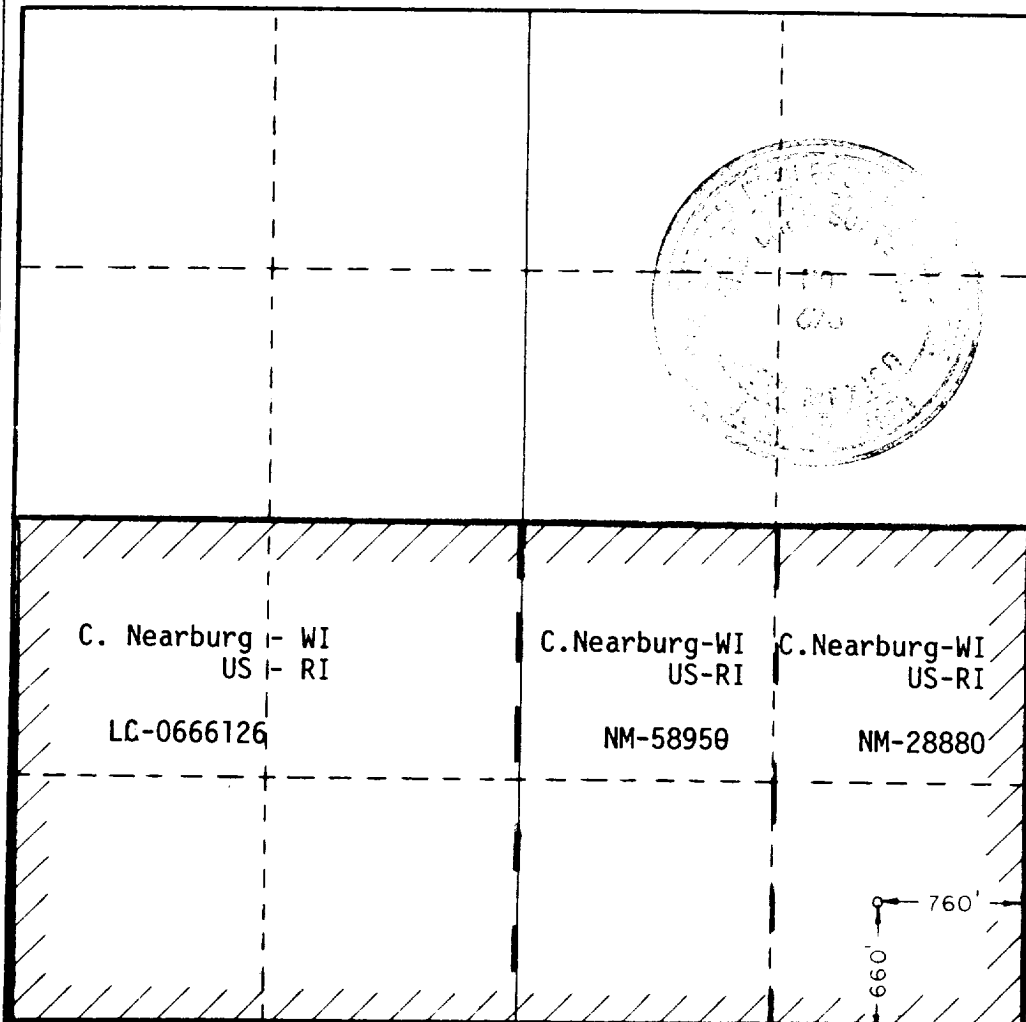 C. Nearburg - WI
US - RI
LC-0666126
C.Nearburg-WI
US-RI
NM-58950
C.Nearburg-WI
US-RI
NM-28880
760'
660'